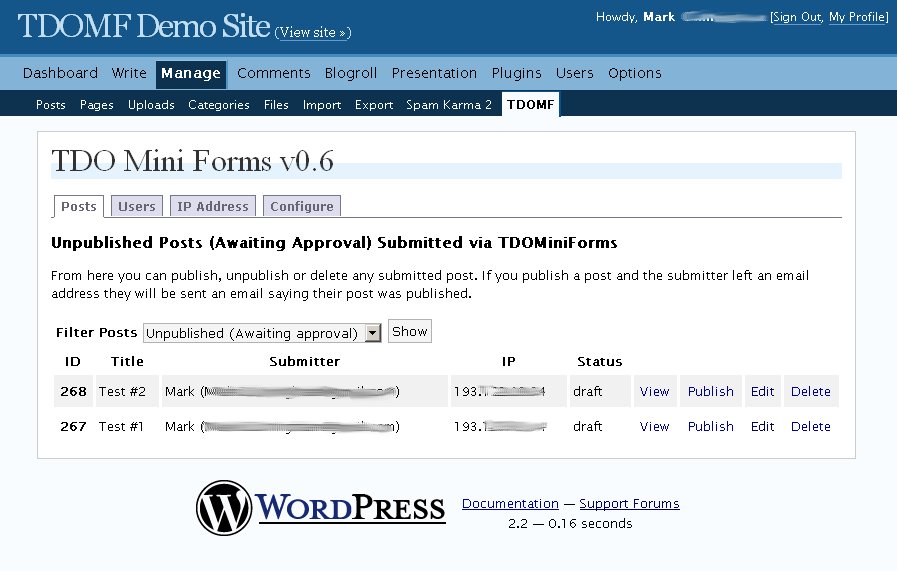 TDOMF Demo Site (View site »)
Howdy, Mark [Sign Out, My Profile]
Dashboard Write Manage Comments Blogroll Presentation Plugins Users Options
Posts Pages Uploads Categories Files Import Export Spam Karma 2 TDOMF
TDO Mini Forms v0.6
Posts Users IP Address Configure
Unpublished Posts (Awaiting Approval) Submitted via TDOMiniForms
From here you can publish, unpublish or delete any submitted post. If you publish a post and the submitter left an email
address they will be sent an email saying their post was published.
Filter Posts Unpublished (Awaiting approval) Show
ID Title Submitter IP Status
268 Test #2 Mark ( ) 193. draft View Publish Edit Delete
267 Test #1 Mark ( ) 193. draft View Publish Edit Delete
WORDPRESS
Documentation — Support Forums
2.2 — 0.16 seconds